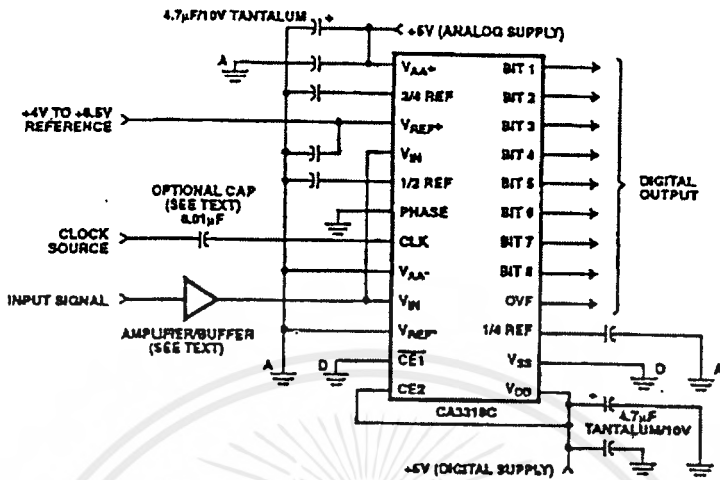 4.7µF/10V TANTALUM
+
+5V (ANALOG SUPPLY)
A
VAA+
BIT 1
3/4 REF
BIT 2
+4V TO +6.5V
REFERENCE
VREF+
BIT 3
VIN
BIT 4
DIGITAL
OUTPUT
OPTIONAL CAP
(SEE TEXT)
0.01µF
1/2 REF
BIT 5
PHASE
BIT 6
CLOCK
SOURCE
CLK
BIT 7
VAA-
BIT 8
INPUT SIGNAL
VIN
OVF
AMPLIFIER/BUFFER
(SEE TEXT)
VREF-
1/4 REF
A
D
CE1
VSS
D
A
CE2
VDD
CA3318C
+
4.7µF
TANTALUM/10V
+5V (DIGITAL SUPPLY)